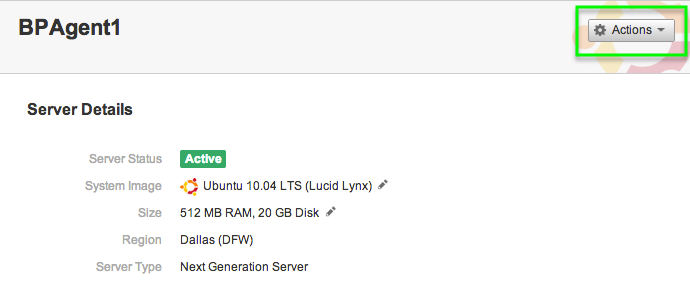 BPAgent1
Actions
Server Details
Server Status Active
System Image Ubuntu 10.04 LTS (Lucid Lynx)
Size 512 MB RAM, 20 GB Disk
Region Dallas (DFW)
Server Type Next Generation Server